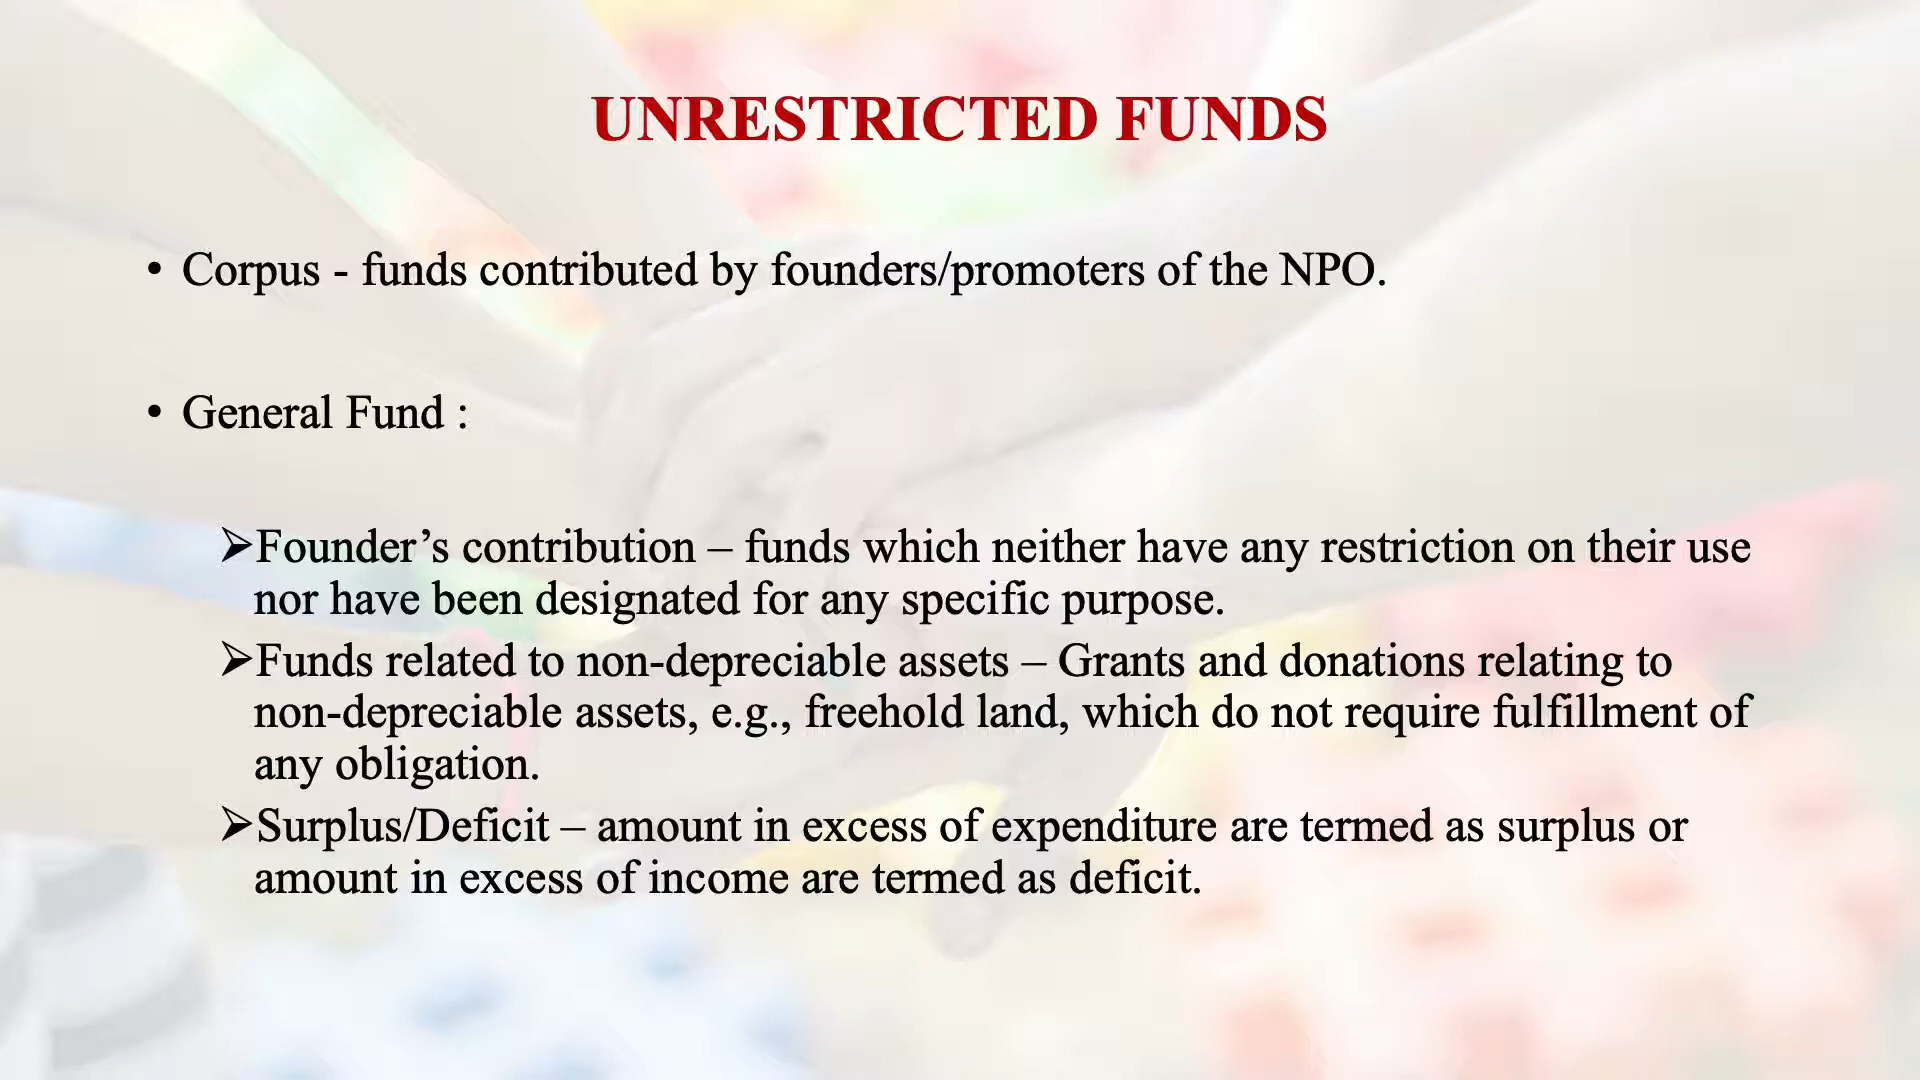 UNRESTRICTED FUNDS
• Corpus - funds contributed by founders/promoters of the NPO.
• General Fund :
➢Founder’s contribution – funds which neither have any restriction on their use
nor have been designated for any specific purpose.
➢Funds related to non-depreciable assets – Grants and donations relating to
non-depreciable assets, e.g., freehold land, which do not require fulfillment of
any obligation.
➢Surplus/Deficit – amount in excess of expenditure are termed as surplus or
amount in excess of income are termed as deficit.